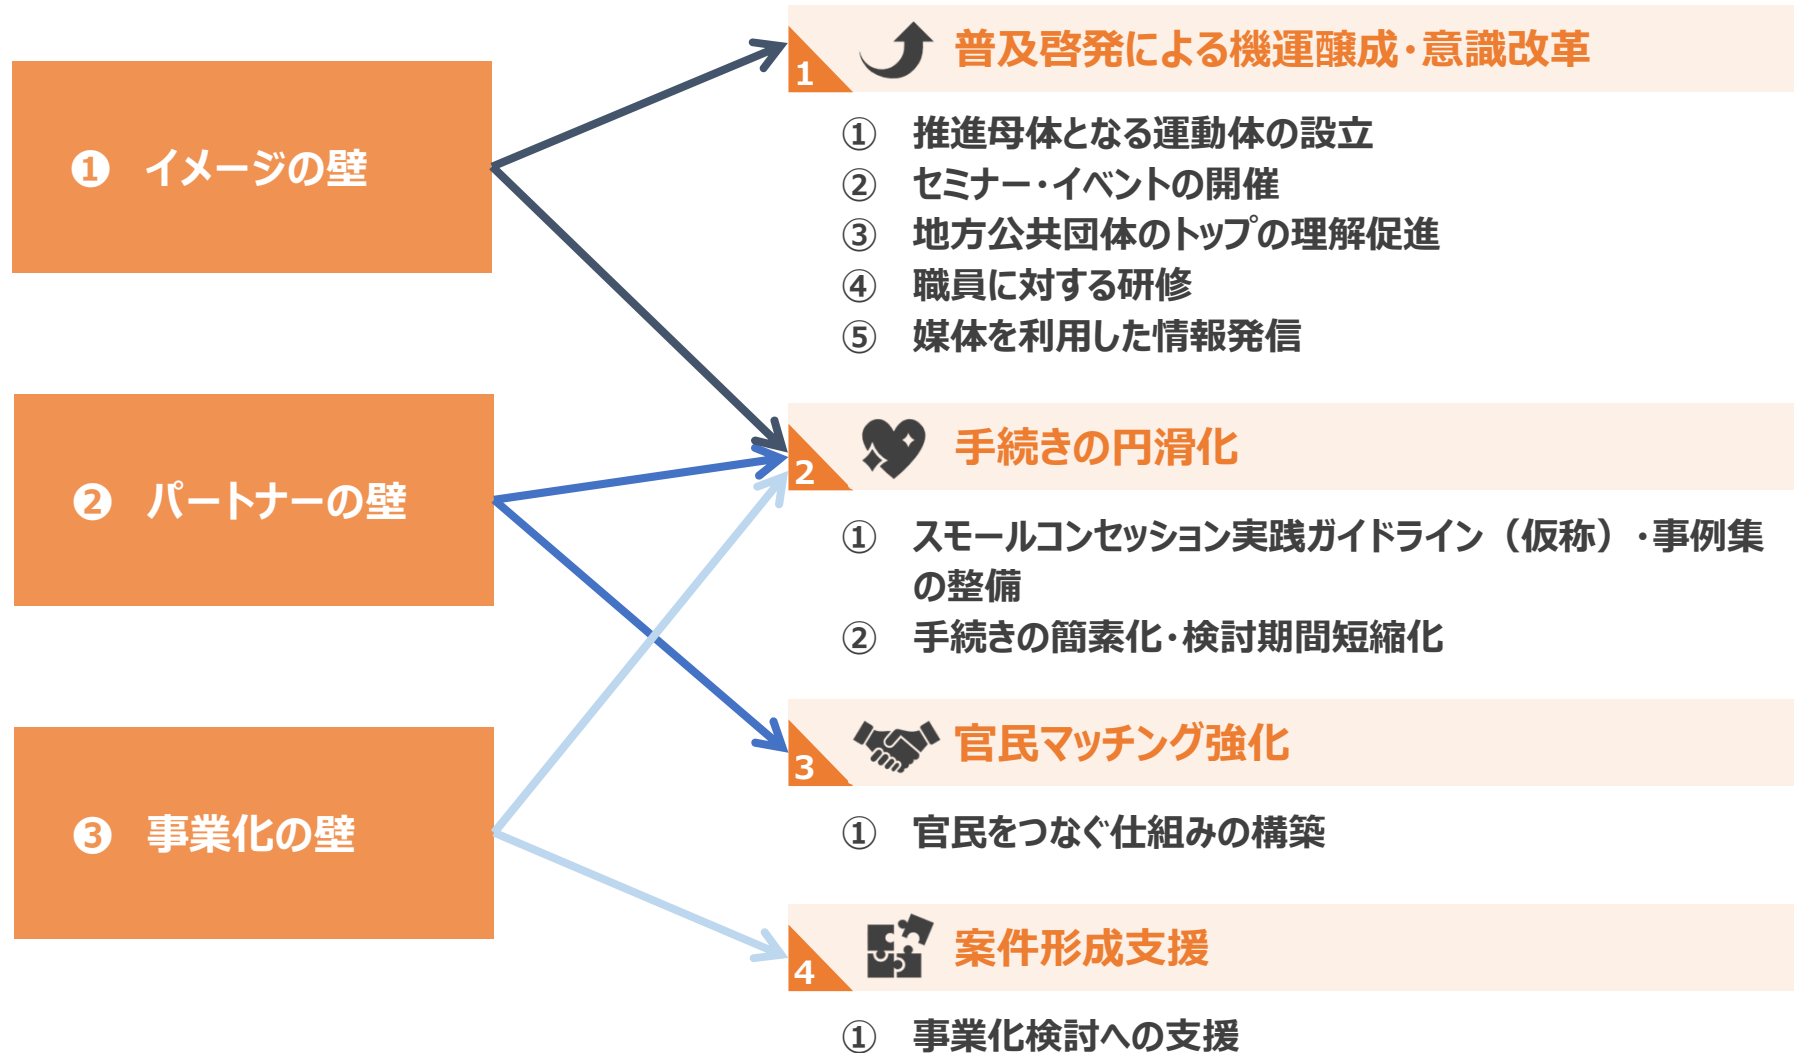 ❶ イメージの壁
❷ パートナーの壁
❸ 事業化の壁
1 普及啓発による機運醸成・意識改革
① 推進母体となる運動体の設立
② セミナー・イベントの開催
③ 地方公共団体のトップの理解促進
④ 職員に対する研修
⑤ 媒体を利用した情報発信
2 手続きの円滑化
① スモールコンセッション実践ガイドライン（仮称）・事例集
の整備
② 手続きの簡素化・検討期間短縮化
3 官民マッチング強化
① 官民をつなぐ仕組みの構築
4 案件形成支援
① 事業化検討への支援